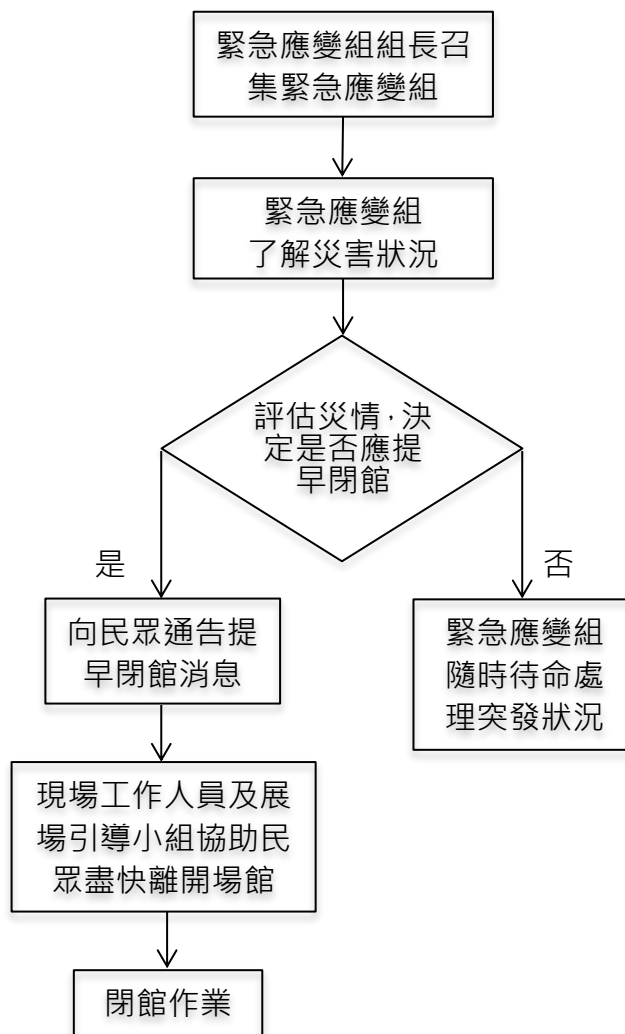 緊急應變組組長召
集緊急應變組
緊急應變組
了解災害狀況
評估災情，決
定是否應提
早閉館
是
否
向民眾通告提
早閉館消息
緊急應變組
隨時待命處
理突發狀況
現場工作人員及展
場引導小組協助民
眾盡快離開場館
閉館作業